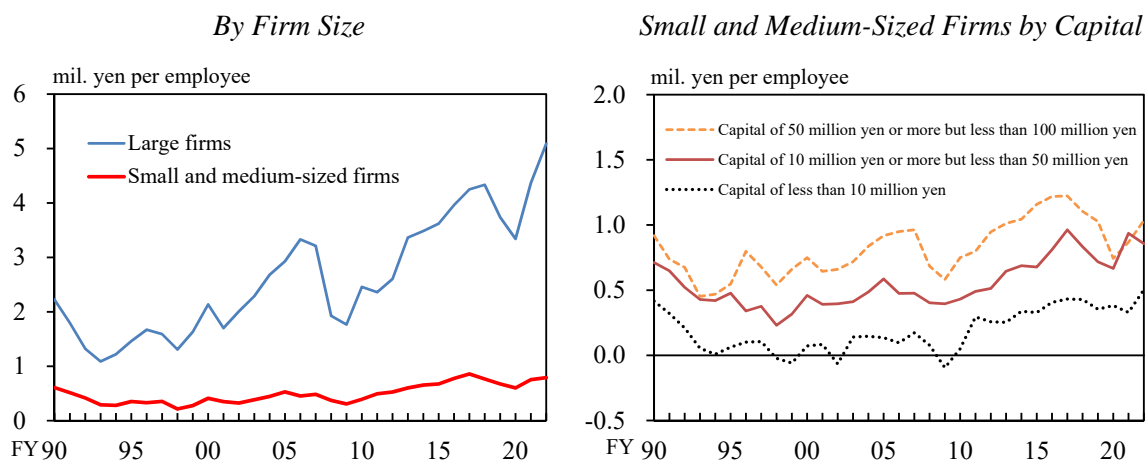 By Firm Size
mil. yen per employee
6
5
4
3
2
1
0
Large firms
Small and medium-sized firms
FY 90 95 00 05 10 15 20
Small and Medium-Sized Firms by Capital
mil. yen per employee
2.0
1.5
1.0
0.5
0.0
-0.5
Capital of 50 million yen or more but less than 100 million yen
Capital of 10 million yen or more but less than 50 million yen
Capital of less than 10 million yen
FY 90 95 00 05 10 15 20